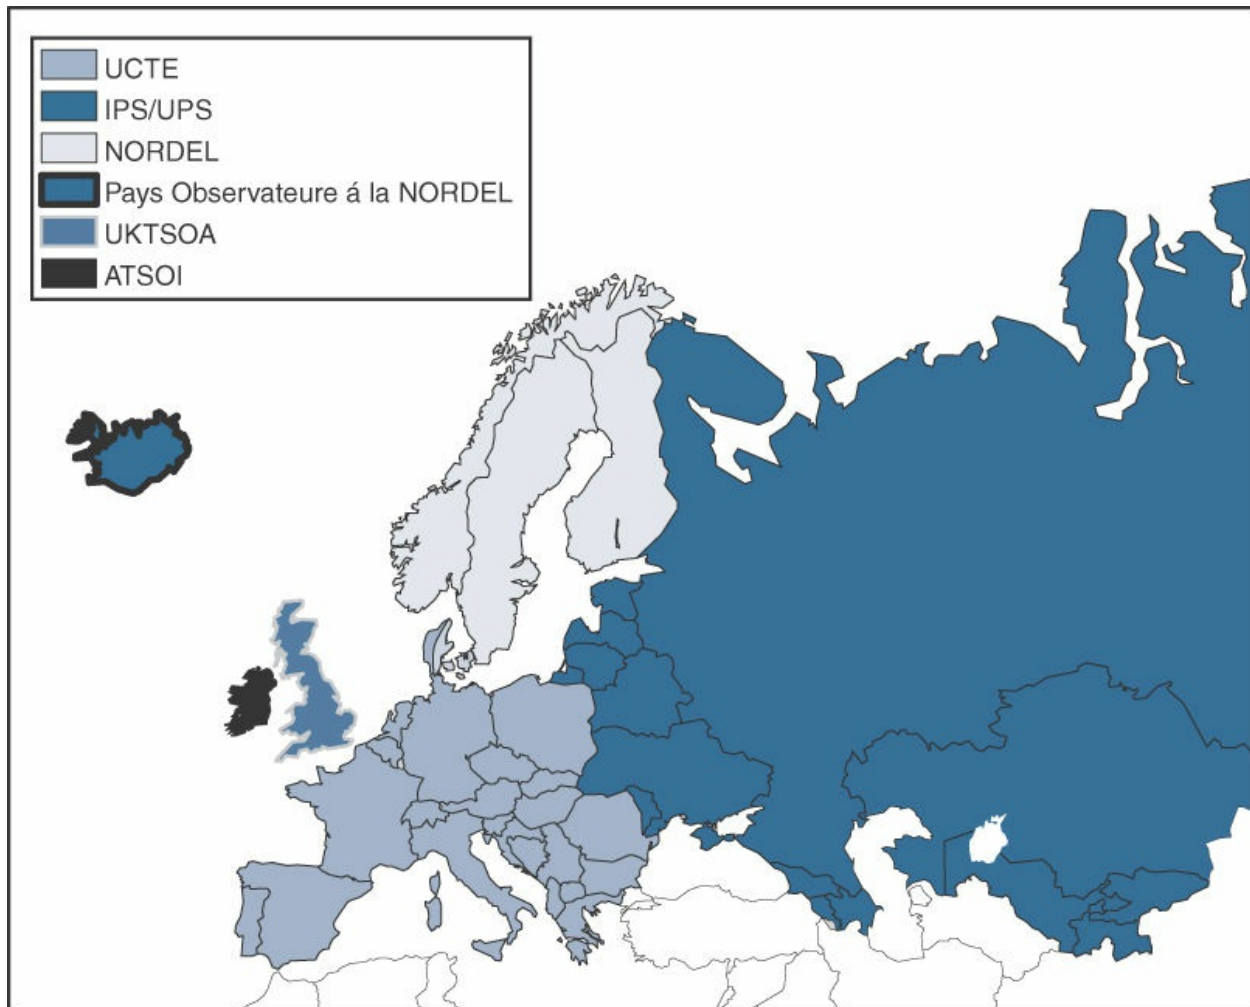 UCTE
IPS/UPS
NORDEL
Pays Observateure á la NORDEL
UKTSOA
ATSOI